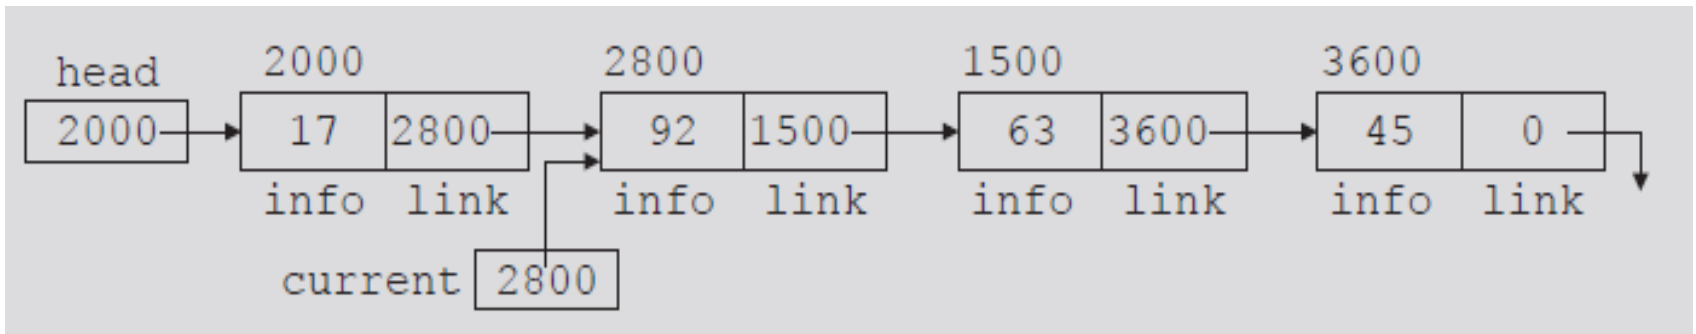 head 2000 2800 1500 3600
2000 17 2800 92 1500 63 3600 45 0
info link info link info link info link
current 2800